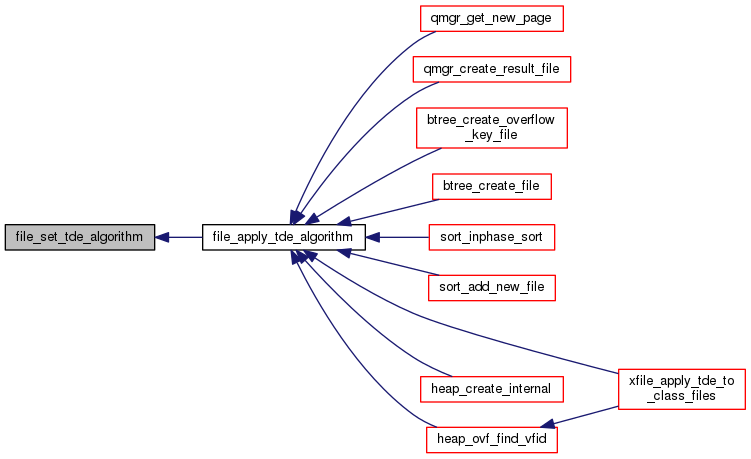 qmgr_get_new_page
qmgr_create_result_file
btree_create_overflow
_key_file
btree_create_file
file_set_tde_algorithm
file_apply_tde_algorithm
sort_inphase_sort
sort_add_new_file
xfile_apply_tde_to
_class_files
heap_create_internal
heap_ovf_find_vfid